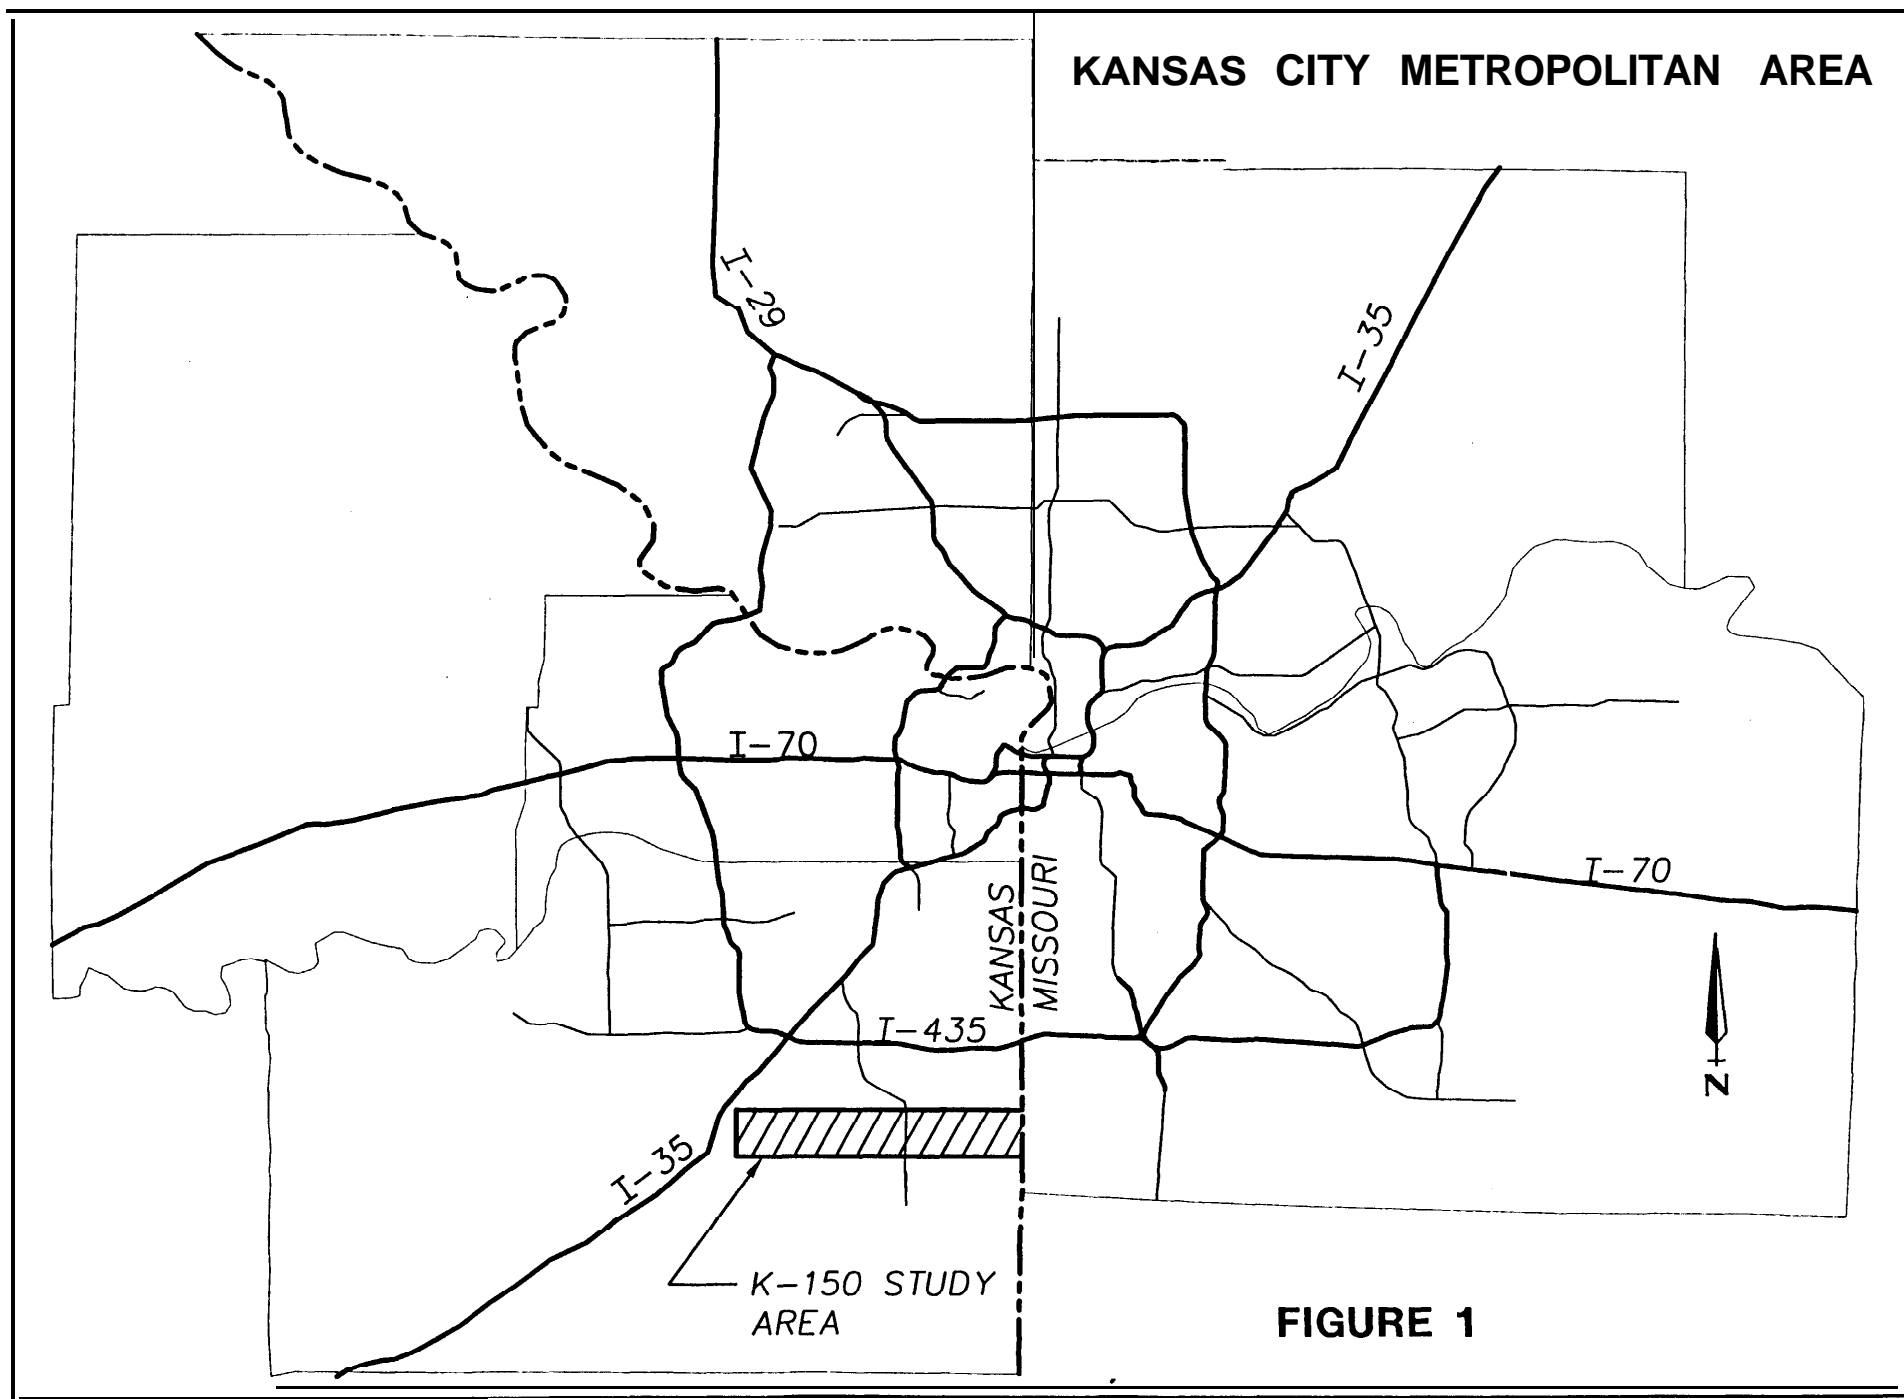 KANSAS CITY METROPOLITAN AREA
I-29
I-35
I-70
KANSAS
MISSOURI
I-70
I-435
N
I-35
K-150 STUDY
AREA
FIGURE 1